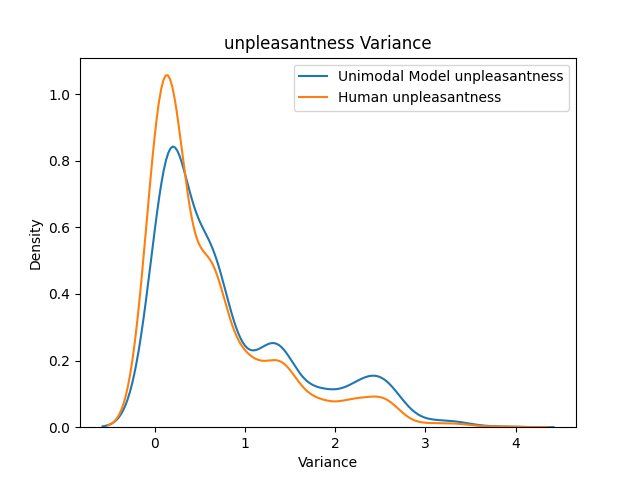 unpleasantness Variance
Unimodal Model unpleasantness
Human unpleasantness
1.0
0.8
0.6
0.4
0.2
0.0
Density
0 1 2 3 4
Variance